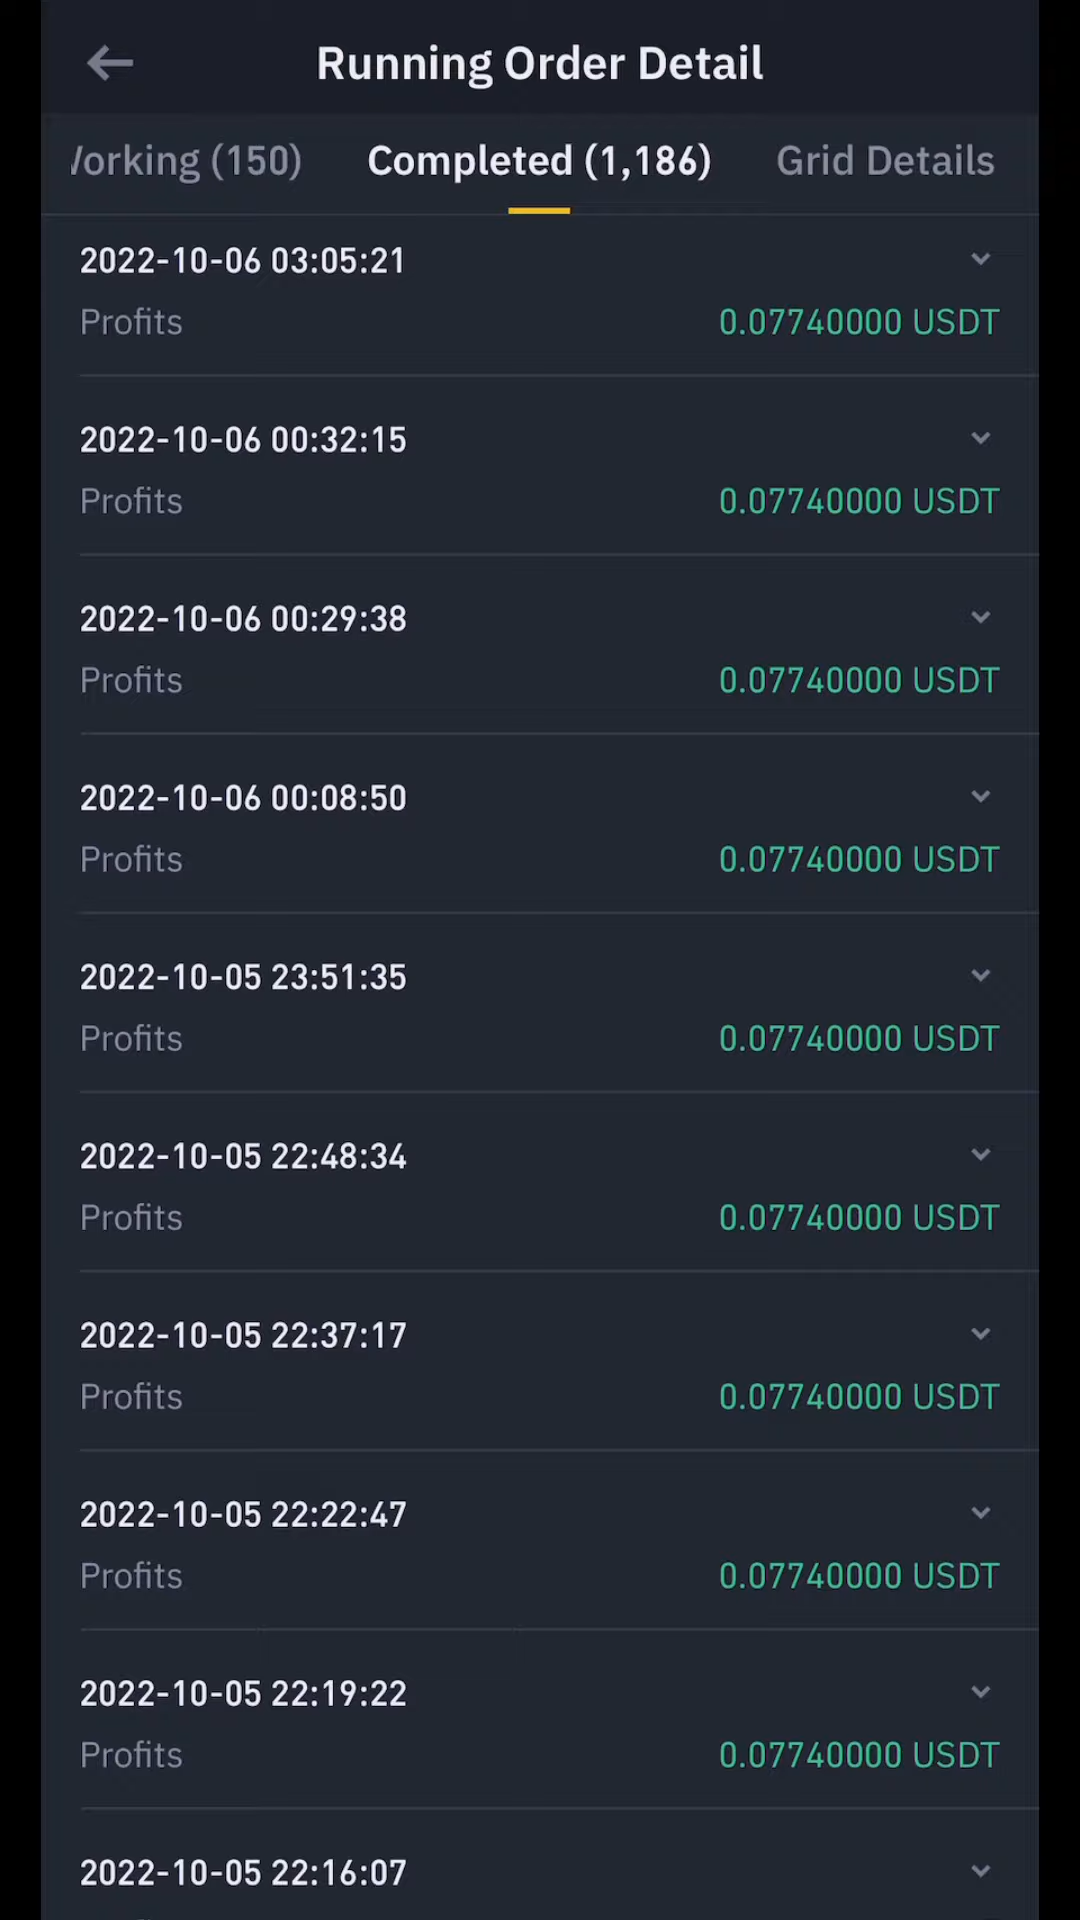 Running Order Detail
Working (150) Completed (1,186) Grid Details
2022-10-06 03:05:21
Profits 0.07740000 USDT
2022-10-06 00:32:15
Profits 0.07740000 USDT
2022-10-06 00:29:38
Profits 0.07740000 USDT
2022-10-06 00:08:50
Profits 0.07740000 USDT
2022-10-05 23:51:35
Profits 0.07740000 USDT
2022-10-05 22:48:34
Profits 0.07740000 USDT
2022-10-05 22:37:17
Profits 0.07740000 USDT
2022-10-05 22:22:47
Profits 0.07740000 USDT
2022-10-05 22:19:22
Profits 0.07740000 USDT
2022-10-05 22:16:07